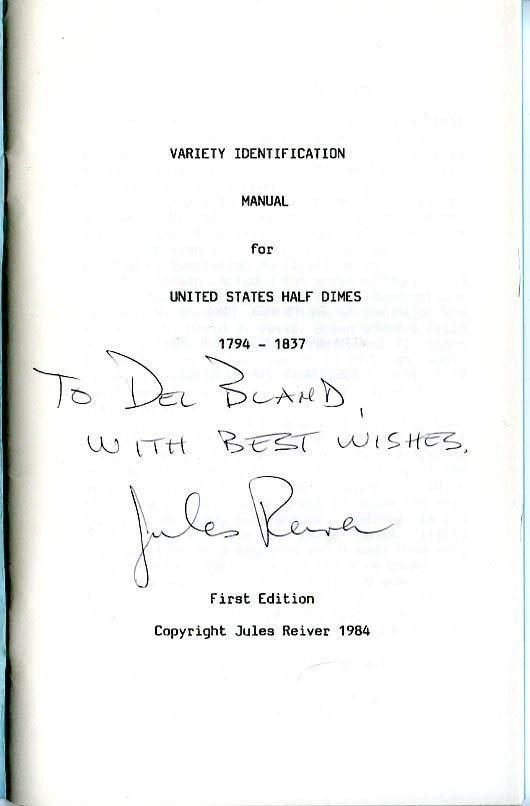 VARIETY IDENTIFICATION
MANUAL
for
UNITED STATES HALF DIMES
1794 - 1837
TO DEL BLAND,
WITH BEST WISHES.
Jules Reiver
First Edition
Copyright Jules Reiver 1984